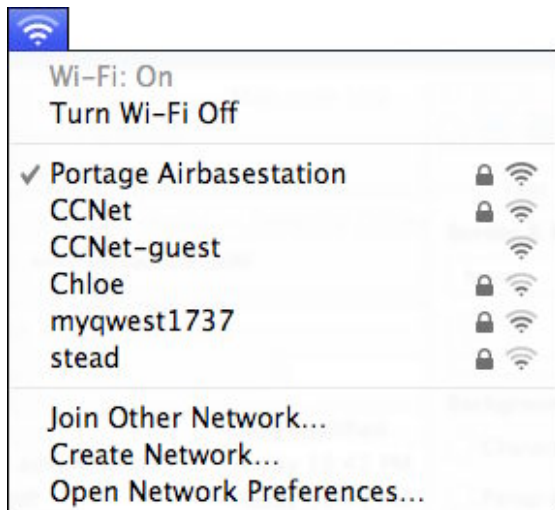 Wi-Fi: On
Turn Wi-Fi Off
Portage Airbasestation
CCNet
CCNet-guest
Chloe
myqwest1737
stead
Join Other Network...
Create Network...
Open Network Preferences...